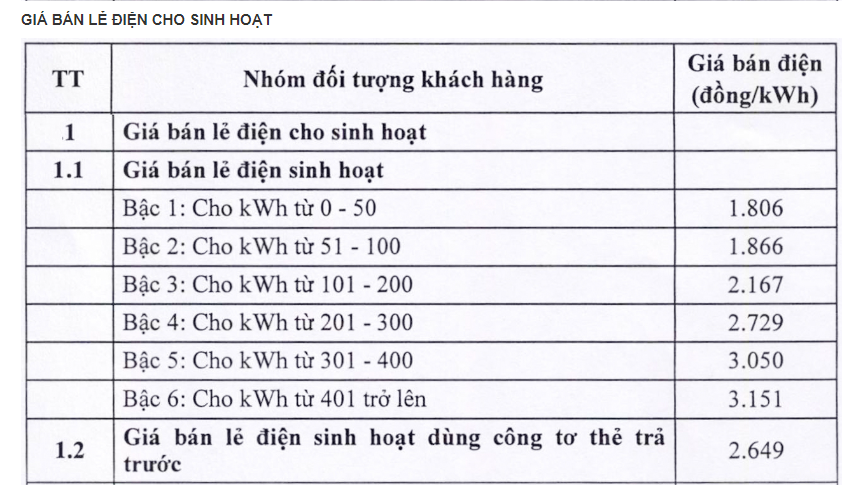 GIÁ BÁN LẺ ĐIỆN CHO SINH HOẠT
TT Nhóm đối tượng khách hàng Giá bán điện
(đồng/kWh)
1 Giá bán lẻ điện cho sinh hoạt
1.1 Giá bán lẻ điện sinh hoạt
Bậc 1: Cho kWh từ 0 - 50 1.806
Bậc 2: Cho kWh từ 51 - 100 1.866
Bậc 3: Cho kWh từ 101 - 200 2.167
Bậc 4: Cho kWh từ 201 - 300 2.729
Bậc 5: Cho kWh từ 301 - 400 3.050
Bậc 6: Cho kWh từ 401 trở lên 3.151
1.2 Giá bán lẻ điện sinh hoạt dùng công tơ thẻ trả
trước 2.649